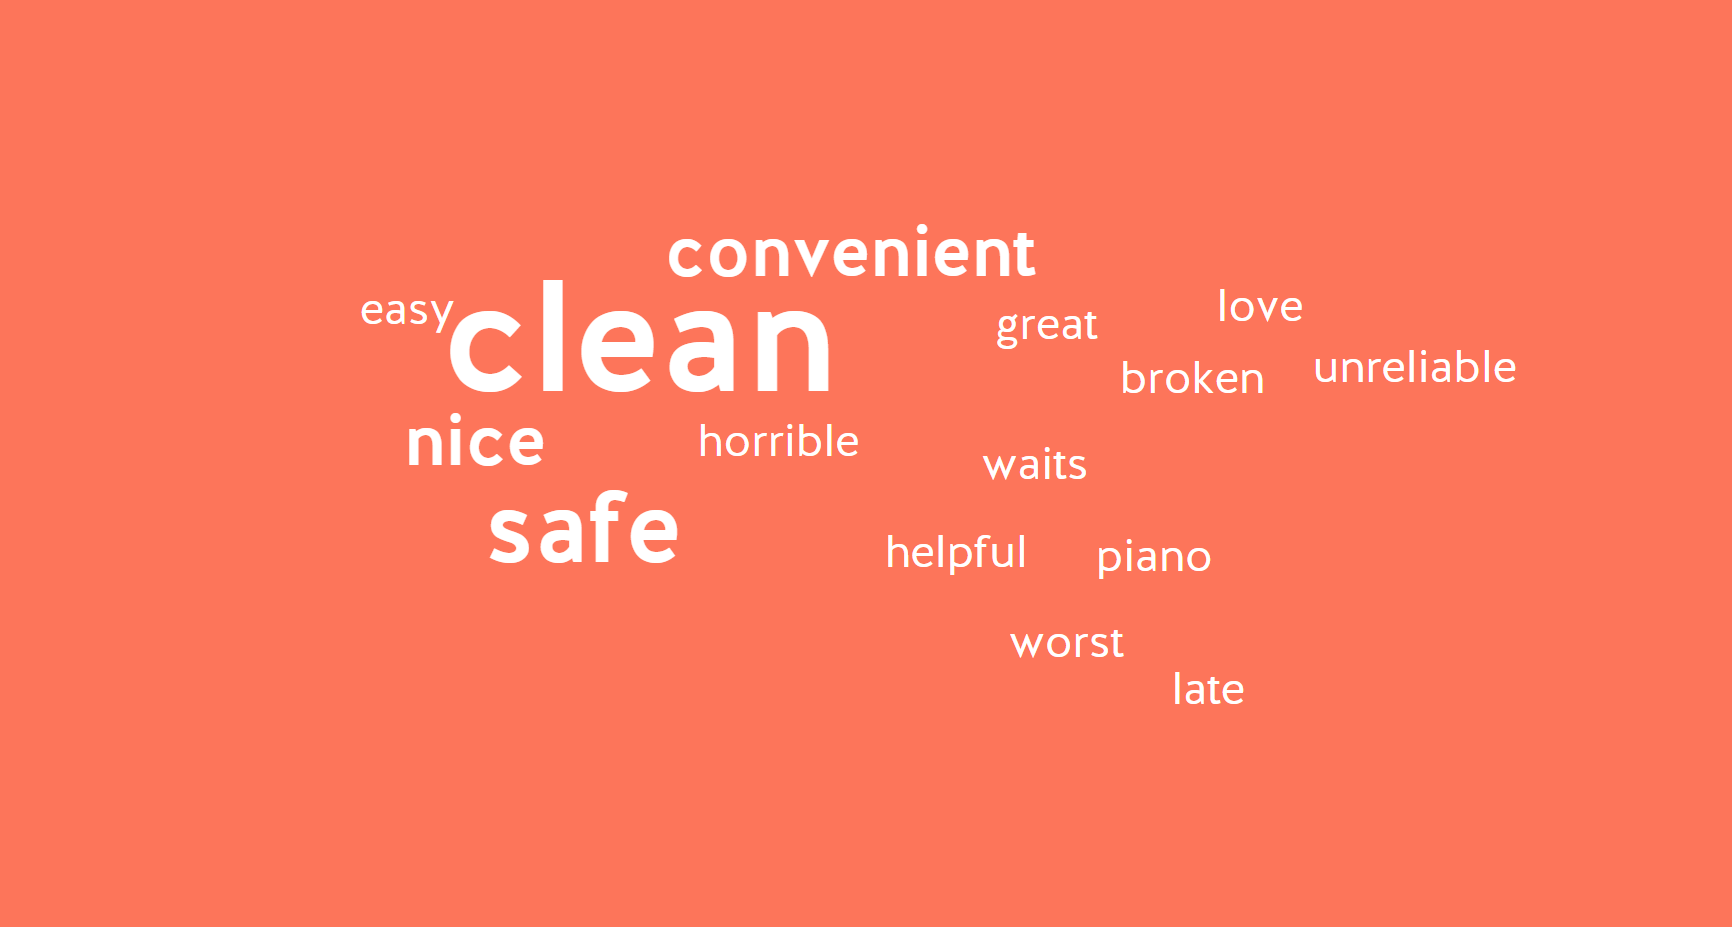 convenient
easy
clean
great
love
broken
unreliable
nice
horrible
waits
safe
helpful
piano
worst
late